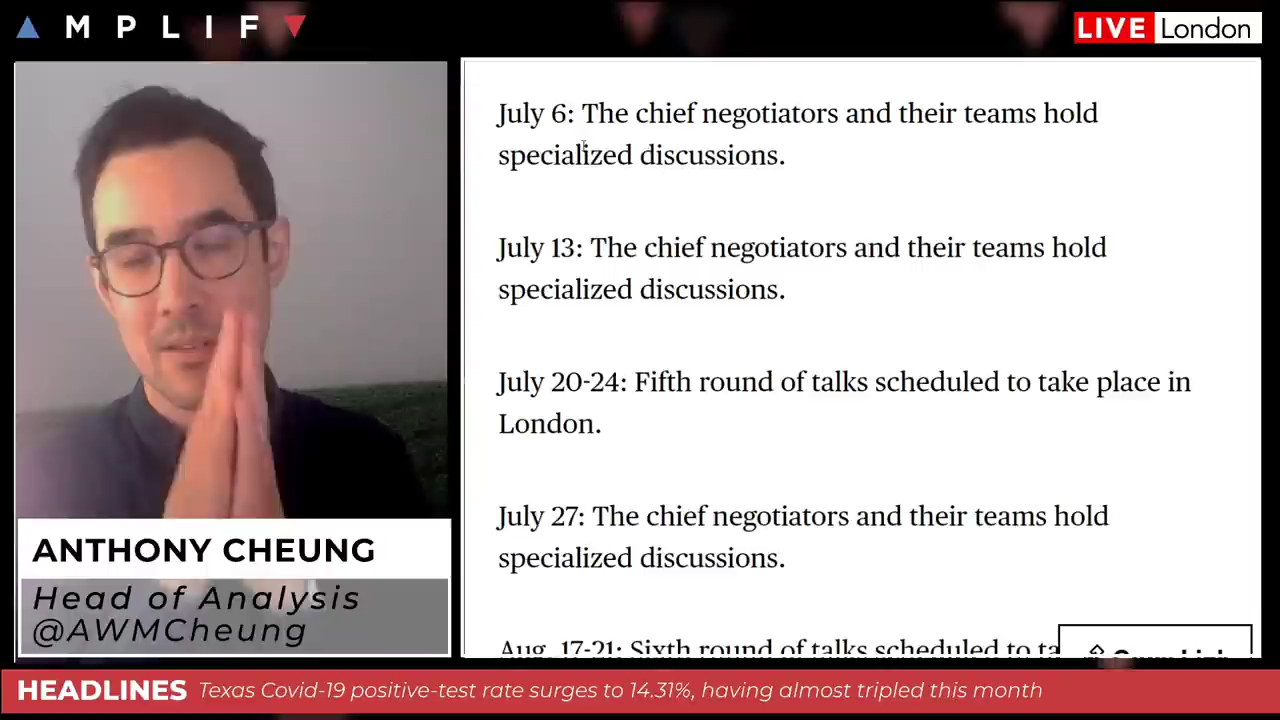 AMPLIFY
LIVE London
July 6: The chief negotiators and their teams hold
specialized discussions.
July 13: The chief negotiators and their teams hold
specialized discussions.
July 20-24: Fifth round of talks scheduled to take place in
London.
July 27: The chief negotiators and their teams hold
specialized discussions.
Aug. 17-21: Sixth round of talks scheduled to
ANTHONY CHEUNG
Head of Analysis
@AWMCheung
HEADLINES Texas Covid-19 positive-test rate surges to 14.31%, having almost tripled this month